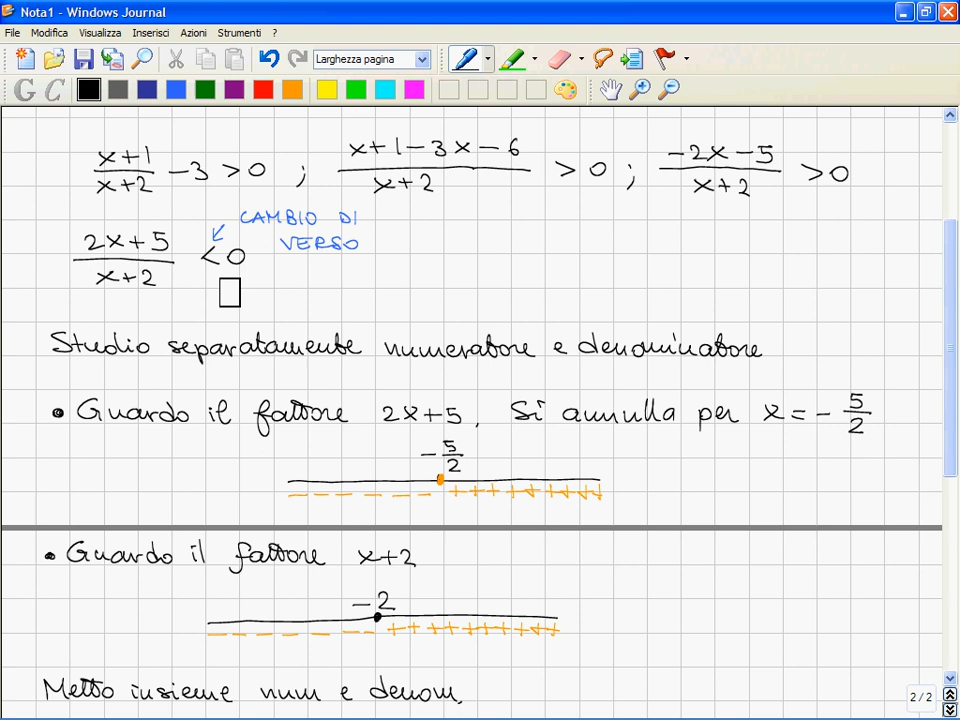 Nota1 - Windows Journal
File Modifica Visualizza Inserisci Azioni Strumenti ?
Larghezza pagina
x+1/x+2 -3 > 0 ; x+1-3x-6/x+2 > 0 ; -2x-5/x+2 > 0
CAMBIO DI
VERSO
2x+5/x+2 < 0
Studio separatamente numeratore e denominatore
• Guardo il fattore 2x+5. Si annulla per x = -5/2
-5/2
- - - - - - - + + + + + + + +
• Guardo il fattore x+2
-2
- - - - - - - - + + + + + + + + +
Metto insieme num e denom.
2 / 2